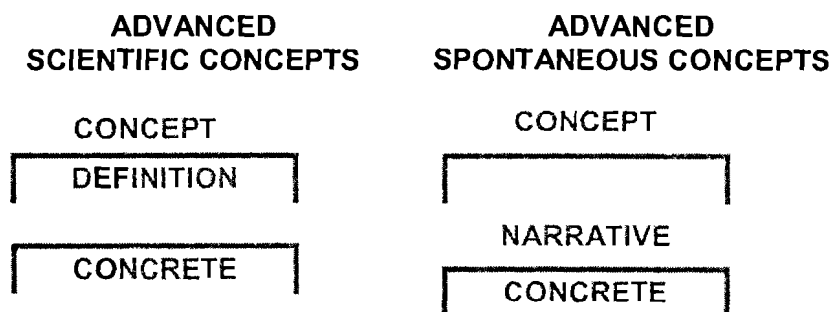 ADVANCED
SCIENTIFIC CONCEPTS
CONCEPT
DEFINITION
CONCRETE
ADVANCED
SPONTANEOUS CONCEPTS
CONCEPT
NARRATIVE
CONCRETE